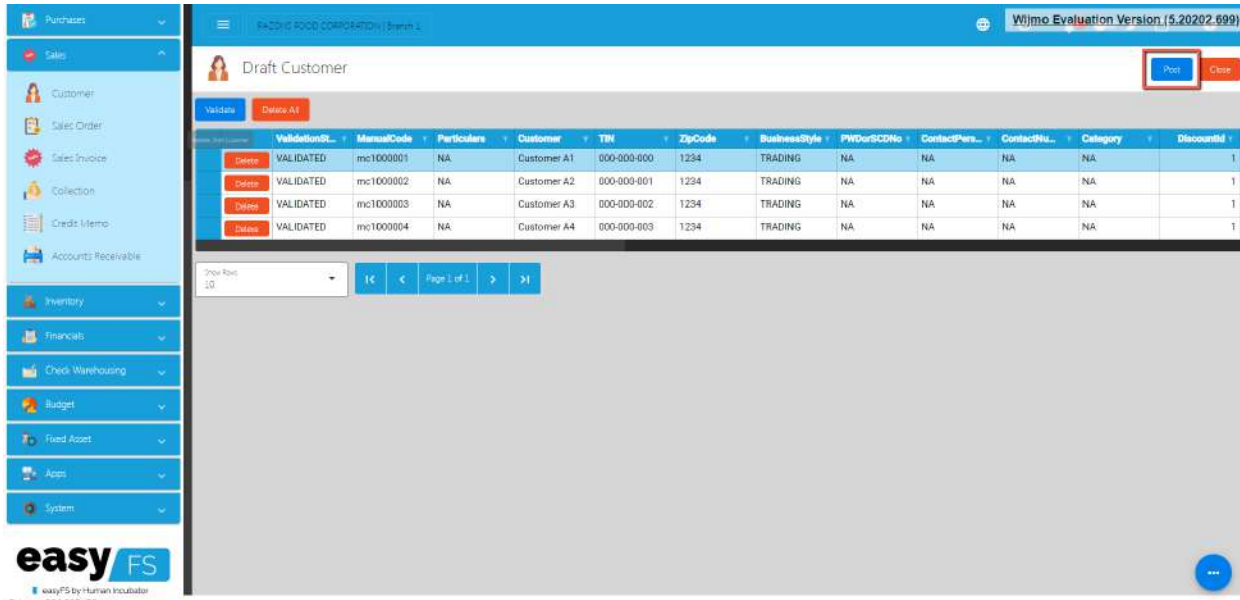 Purchases
Sales
Customer
Sales Order
Sales Invoice
Collection
Credit Memo
Accounts Receivable
Inventory
Financials
Check Warehousing
Budget
Fixed Asset
Apps
System
easyFS
easyFS by Human Incubator
RAZONS FOOD CORPORATION | Branch 1
Wijmo Evaluation Version (5.20202.699)
Draft Customer
Post Close
Validate Delete All
ValidationSt... ManualCode Particulars Customer TIN ZipCode BusinessStyle PWDorSCDNo ContactPers... ContactNu... Category DiscountId
Delete VALIDATED mc1000001 NA Customer A1 000-000-000 1234 TRADING NA NA NA NA 1
Delete VALIDATED mc1000002 NA Customer A2 000-000-001 1234 TRADING NA NA NA NA 1
Delete VALIDATED mc1000003 NA Customer A3 000-000-002 1234 TRADING NA NA NA NA 1
Delete VALIDATED mc1000004 NA Customer A4 000-000-003 1234 TRADING NA NA NA NA 1
Show Rows
10
Page 1 of 1